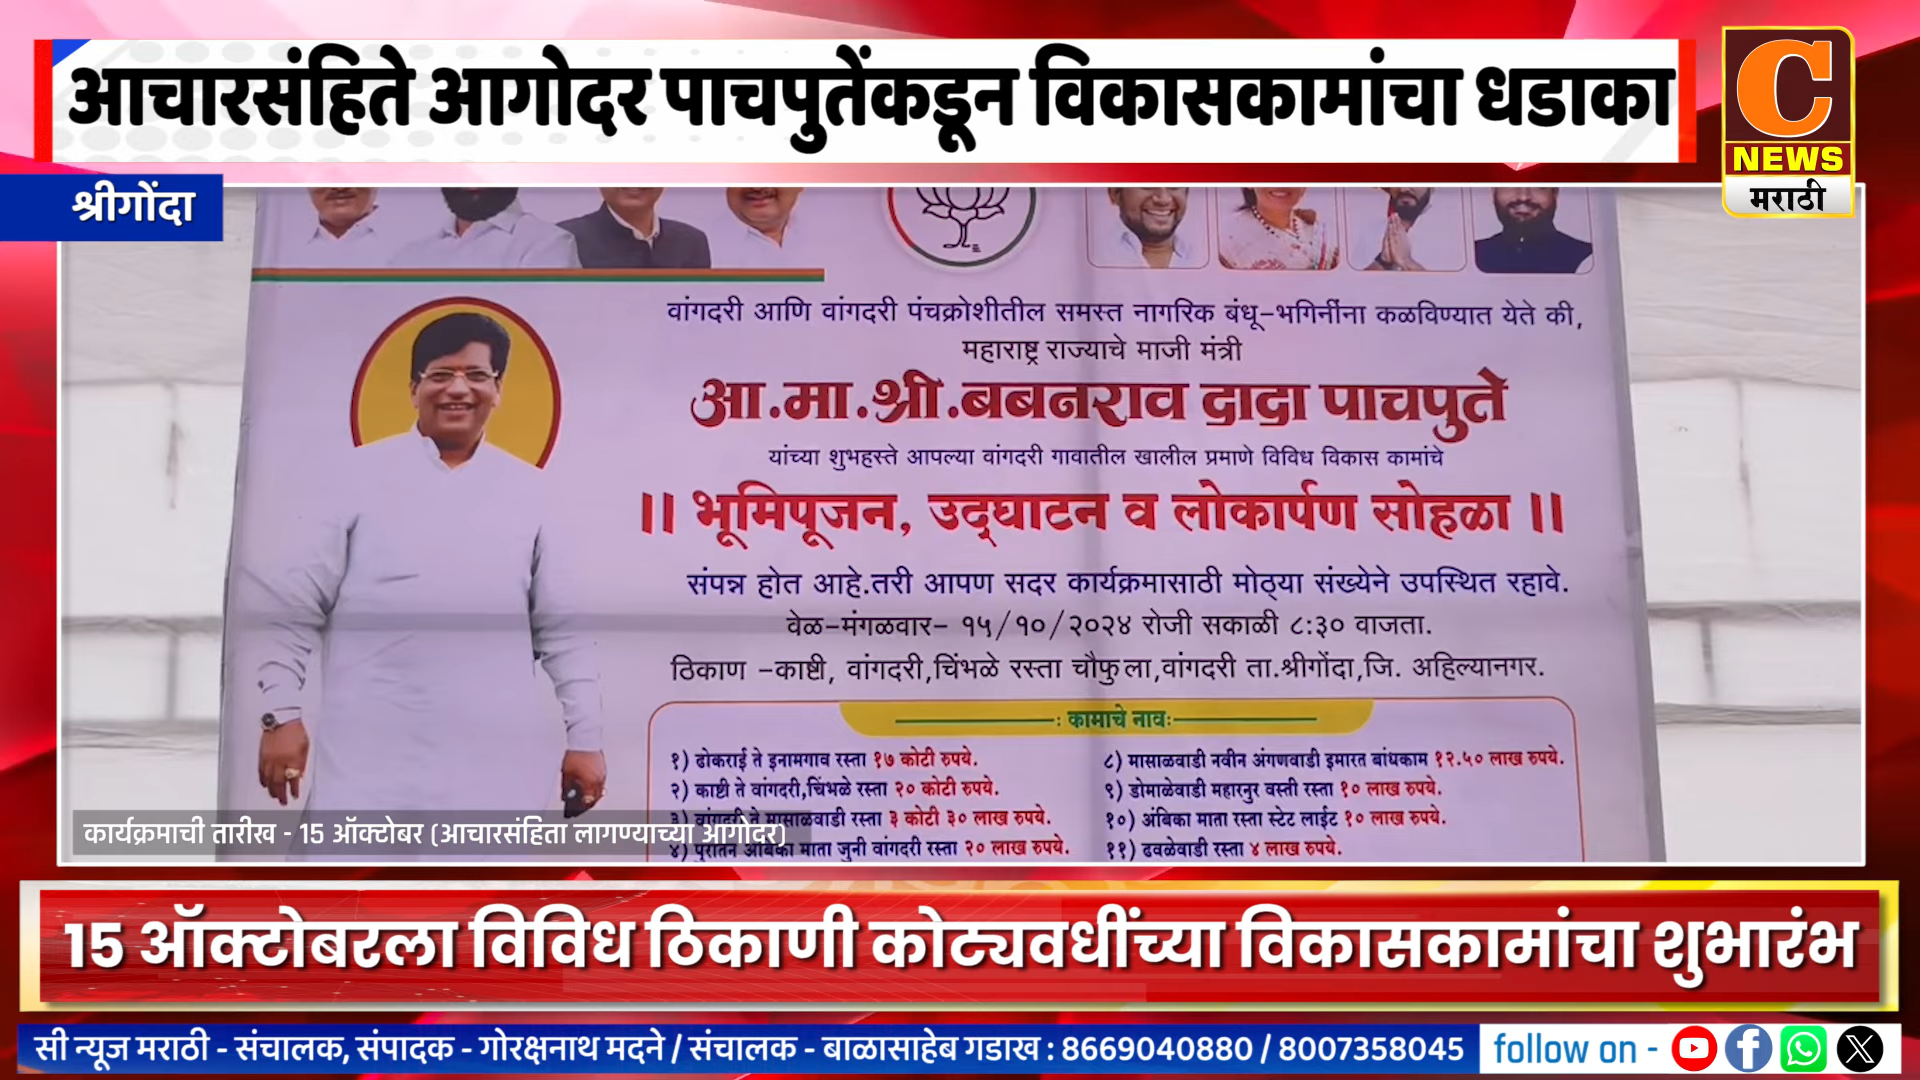 आचारसंहिते आगोदर पाचपुतेंकडून विकासकामांचा धडाका
C
NEWS
मराठी
श्रीगोंदा
वांगदरी आणि वांगदरी पंचक्रोशीतील समस्त नागरिक बंधू-भगिनींना कळविण्यात येते की,
महाराष्ट्र राज्याचे माजी मंत्री
आ.मा.श्री.बबनराव दादा पाचपुते
यांच्या शुभहस्ते आपल्या वांगदरी गावातील खालील प्रमाणे विविध विकास कामांचे
॥ भूमिपूजन, उद्‌घाटन व लोकार्पण सोहळा ॥
संपन्न होत आहे.तरी आपण सदर कार्यक्रमासाठी मोठ्या संख्येने उपस्थित रहावे.
वेळ-मंगळवार- १५/१०/२०२४ रोजी सकाळी ८:३० वाजता.
ठिकाण -काष्टी, वांगदरी,चिंभळे रस्ता चौफुला,वांगदरी ता.श्रीगोंदा,जि. अहिल्यानगर.
: कामाचे नाव:
१) ढोकराई ते इनामगाव रस्ता १७ कोटी रुपये.
२) काष्टी ते वांगदरी,चिंभळे रस्ता २० कोटी रुपये.
३) वांगदरी ते मासाळवाडी रस्ता ३ कोटी ३० लाख रुपये.
४) पुरातन अंबिका माता जुनी वांगदरी रस्ता २० लाख रुपये.
८) मासाळवाडी नवीन अंगणवाडी इमारत बांधकाम १२.५० लाख रुपये.
९) डोमाळेवाडी महारनुर वस्ती रस्ता १० लाख रुपये.
१०) अंबिका माता रस्ता स्टेट लाईट १० लाख रुपये.
११) ढवळेवाडी रस्ता ४ लाख रुपये.
कार्यक्रमाची तारीख - 15 ऑक्टोबर (आचारसंहिता लागण्याच्या आगोदर)
15 ऑक्टोबरला विविध ठिकाणी कोट्यवधींच्या विकासकामांचा शुभारंभ
सी न्यूज मराठी - संचालक, संपादक - गोरक्षनाथ मदने / संचालक - बाळासाहेब गडाख : 8669040880 / 8007358045
follow on -